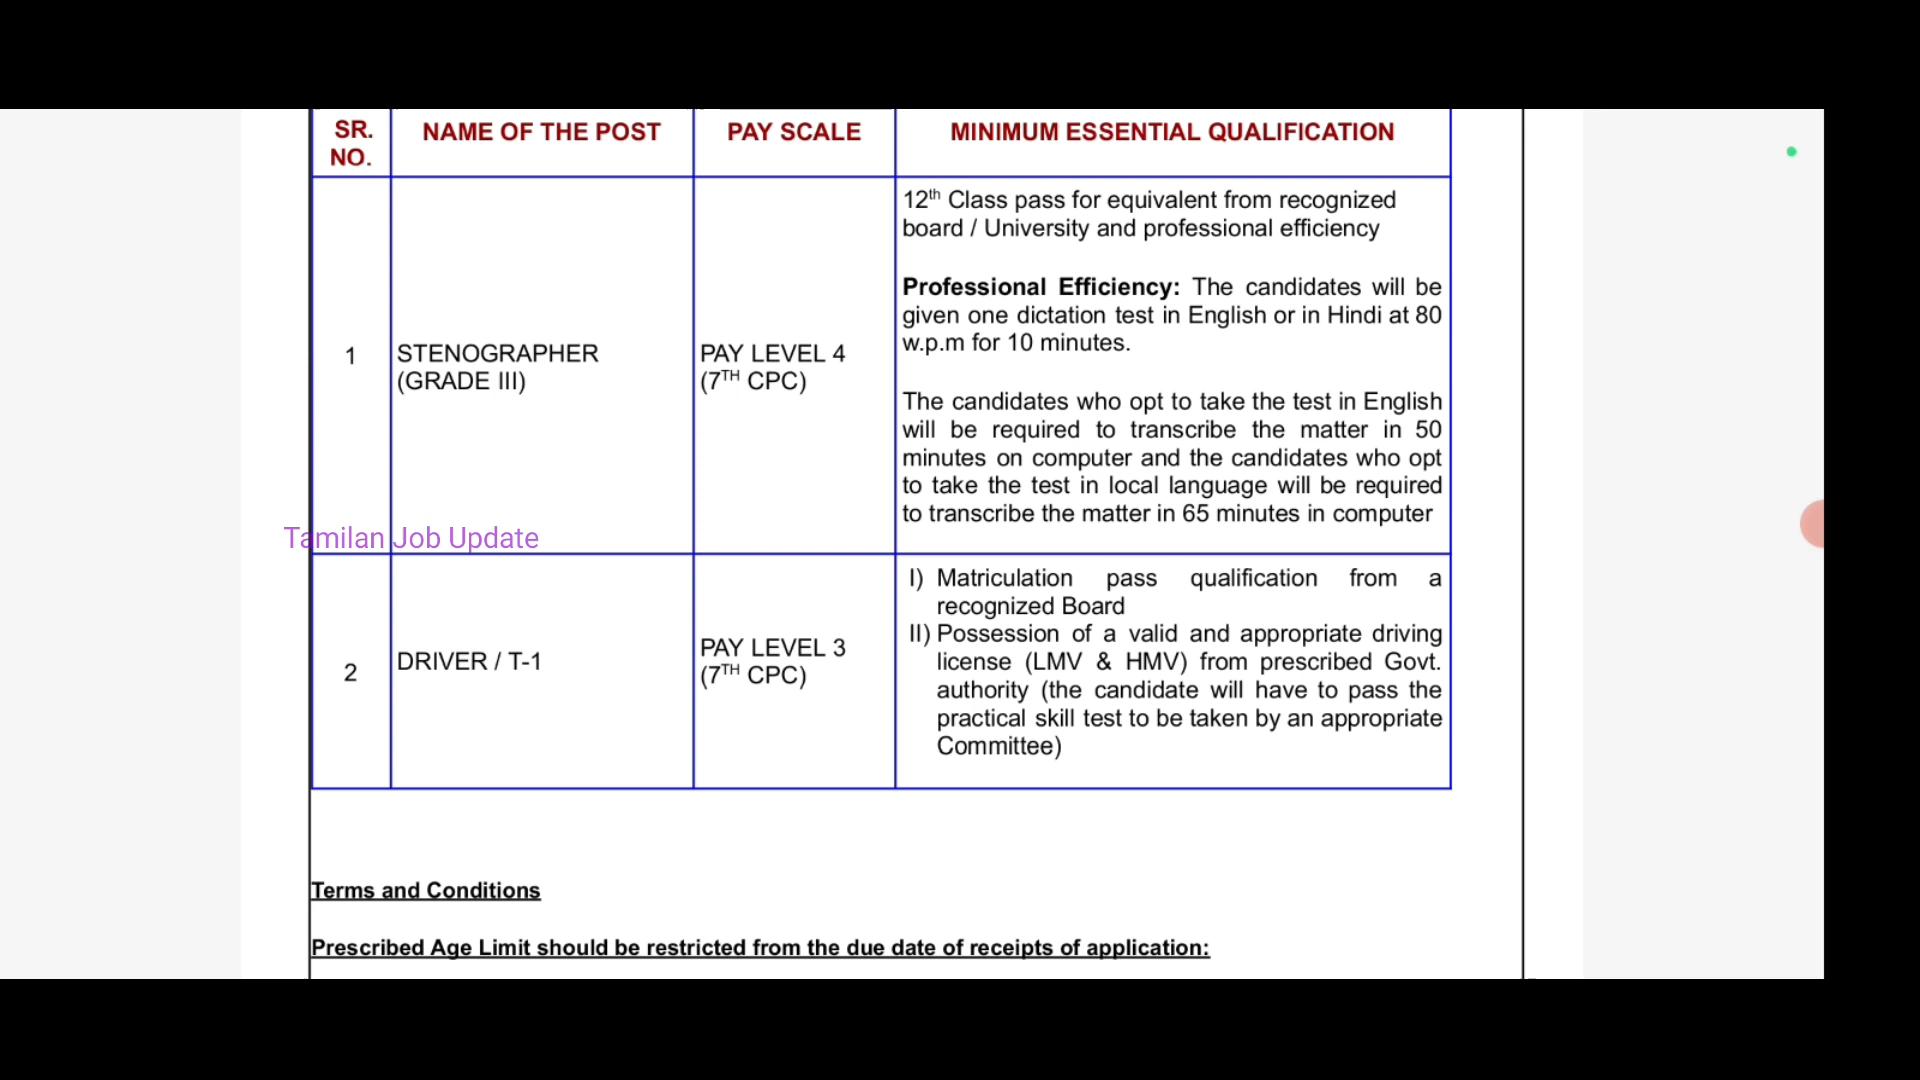 SR.
NO.
NAME OF THE POST
PAY SCALE
MINIMUM ESSENTIAL QUALIFICATION
1
STENOGRAPHER
(GRADE III)
PAY LEVEL 4
(7TH CPC)
12th Class pass for equivalent from recognized
board / University and professional efficiency
Professional Efficiency: The candidates will be
given one dictation test in English or in Hindi at 80
w.p.m for 10 minutes.
The candidates who opt to take the test in English
will be required to transcribe the matter in 50
minutes on computer and the candidates who opt
to take the test in local language will be required
to transcribe the matter in 65 minutes in computer
Tamilan Job Update
2
DRIVER / T-1
PAY LEVEL 3
(7TH CPC)
I) Matriculation pass qualification from a
recognized Board
II) Possession of a valid and appropriate driving
license (LMV & HMV) from prescribed Govt.
authority (the candidate will have to pass the
practical skill test to be taken by an appropriate
Committee)
Terms and Conditions
Prescribed Age Limit should be restricted from the due date of receipts of application: